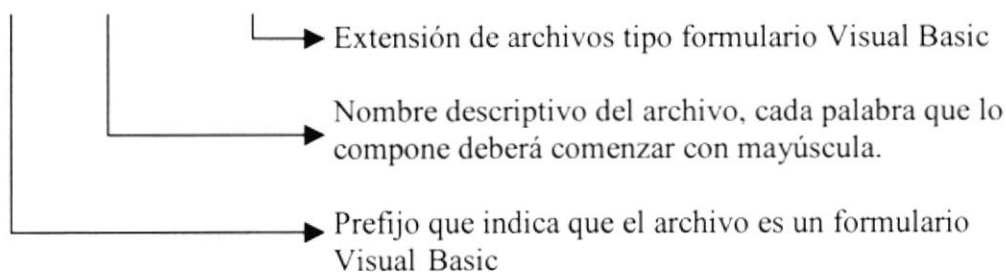 Extensión de archivos tipo formulario Visual Basic
Nombre descriptivo del archivo, cada palabra que lo
compone deberá comenzar con mayúscula.
Prefijo que indica que el archivo es un formulario
Visual Basic